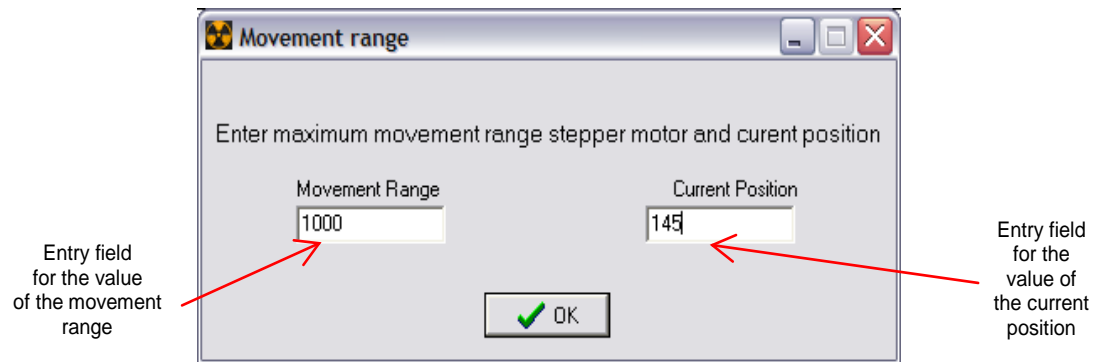 Movement range
Enter maximum movement range stepper motor and curent position
Movement Range
Current Position
1000
145
Entry field
for the value
of the movement
range
Entry field
for the
value of
the current
position
OK